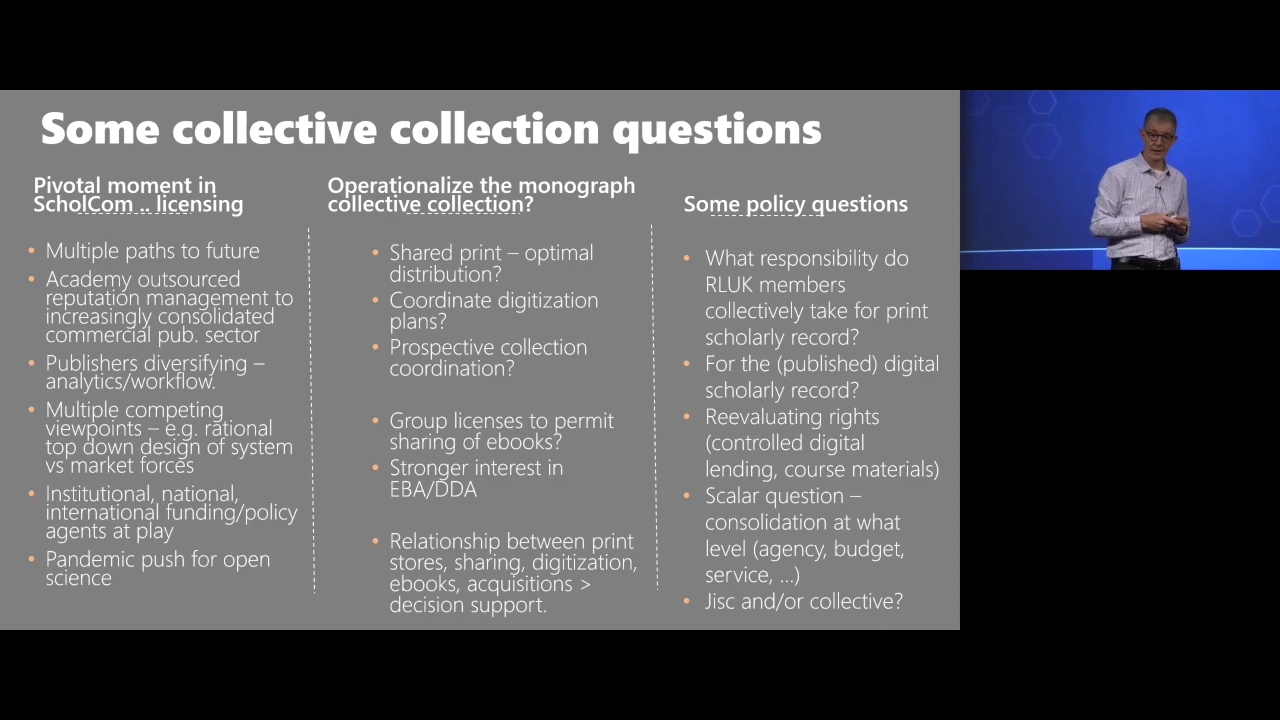 Some collective collection questions
Pivotal moment in
ScholCom .. licensing
• Multiple paths to future
• Academy outsourced
reputation management to
increasingly consolidated
commercial pub. sector
• Publishers diversifying –
analytics/workflow.
• Multiple competing
viewpoints – e.g. rational
top down design of system
vs market forces
• Institutional, national,
international funding/policy
agents at play
• Pandemic push for open
science
Operationalize the monograph
collective collection?
• Shared print – optimal
distribution?
• Coordinate digitization
plans?
• Prospective collection
coordination?
• Group licenses to permit
sharing of ebooks?
• Stronger interest in
EBA/DDA
• Relationship between print
stores, sharing, digitization,
ebooks, acquisitions >
decision support.
Some policy questions
• What responsibility do
RLUK members
collectively take for print
scholarly record?
• For the (published) digital
scholarly record?
• Reevaluating rights
(controlled digital
lending, course materials)
• Scalar question –
consolidation at what
level (agency, budget,
service, ...)
• Jisc and/or collective?